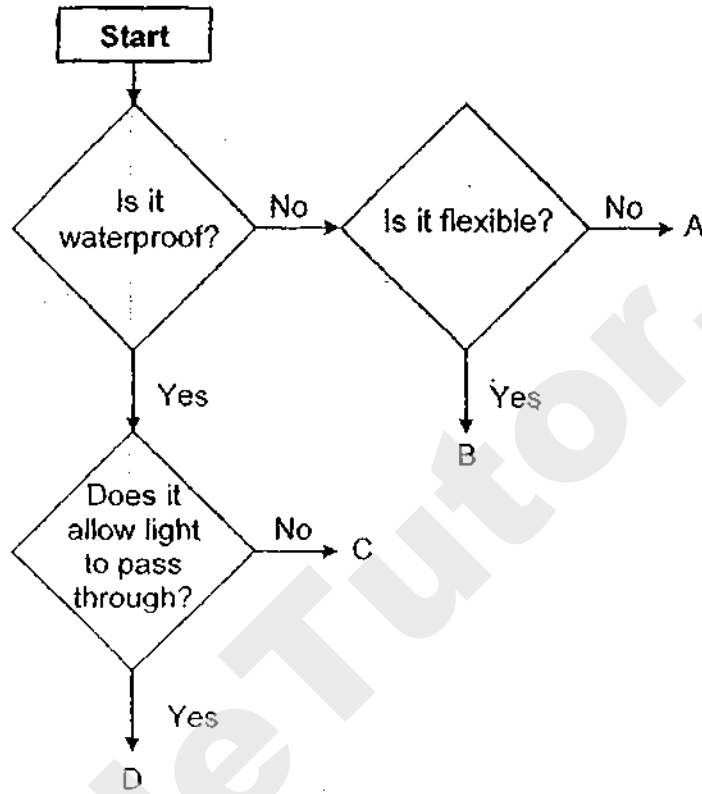 Start
Is it
waterproof?
No
Is it flexible?
No
A
Yes
Yes
B
Does it
allow light
to pass
through?
No
C
Yes
D
eTutor.